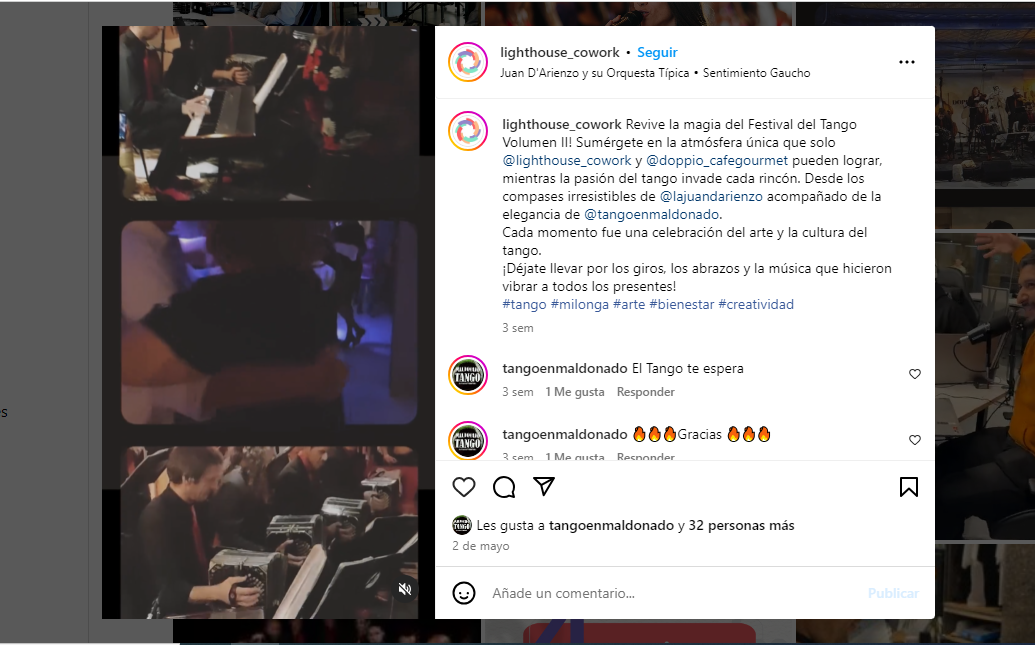 lighthouse_cowork • Seguir
Juan D'Arienzo y su Orquesta Típica • Sentimiento Gaucho
lighthouse_cowork Revive la magia del Festival del Tango
Volumen II! Sumérgete en la atmósfera única que solo
@lighthouse_cowork y @doppio_cafegourmet pueden lograr,
mientras la pasión del tango invade cada rincón. Desde los
compases irresistibles de @lajuandarienzo acompañado de la
elegancia de @tangoenmaldonado.
Cada momento fue una celebración del arte y la cultura del
tango.
¡Déjate llevar por los giros, los abrazos y la música que hicieron
vibrar a todos los presentes!
#tango #milonga #arte #bienestar #creatividad
3 sem
MALDONADO
TANGO
tangoenmaldonado El Tango te espera
3 sem 1 Me gusta Responder
MALDONADO
TANGO
tangoenmaldonado 🔥🔥🔥Gracias 🔥🔥🔥
3 sem 1 Me gusta Responder
Les gusta a tangoenmaldonado y 32 personas más
2 de mayo
Añade un comentario...
Publicar
es